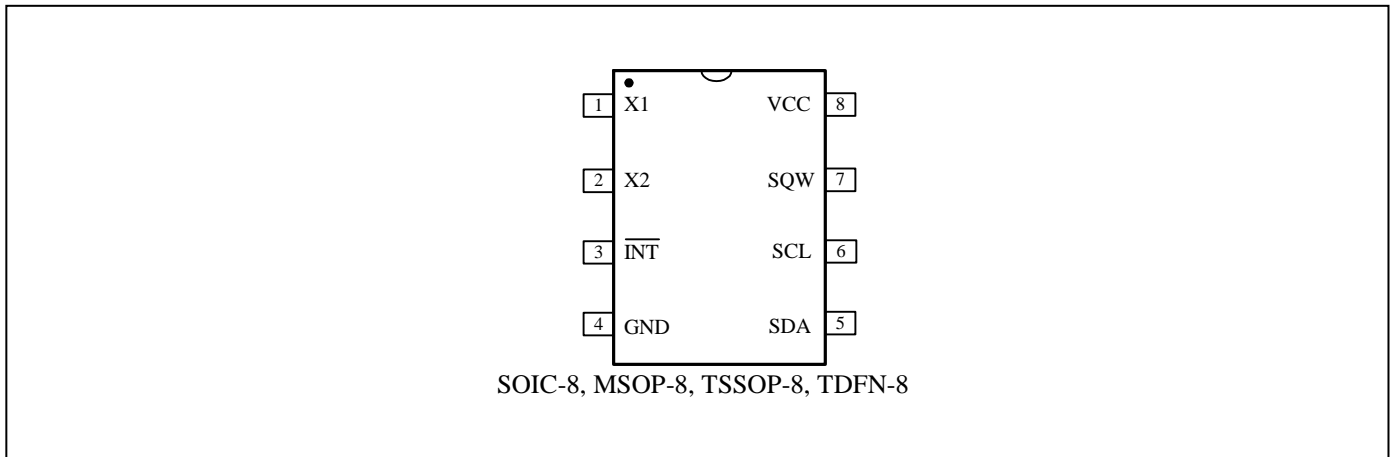 1 X1 VCC 8
2 X2 SQW 7
3 INT SCL 6
4 GND SDA 5
SOIC-8, MSOP-8, TSSOP-8, TDFN-8